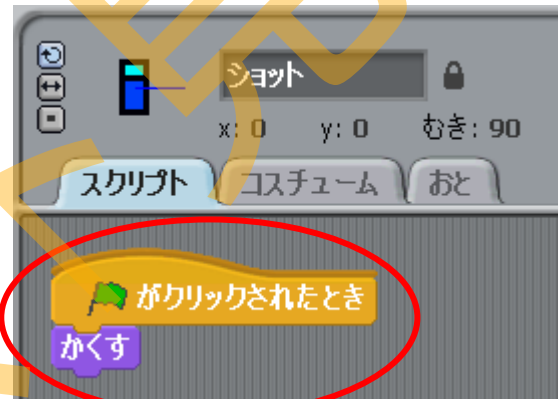 ショット
x: 0 y: 0 むき: 90
スクリプト コスチューム おと
がクリックされたとき
かくす